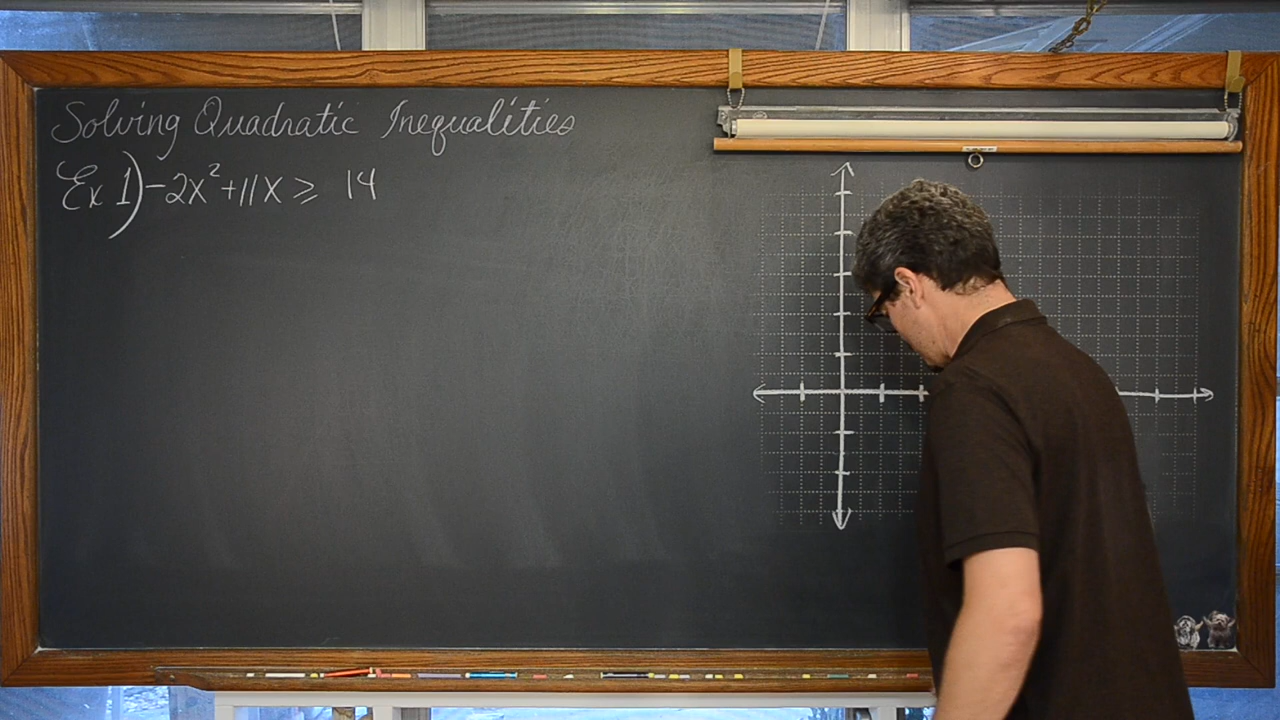 Solving Quadratic Inequalities
Ex 1) -2x²+11x ≥ 14